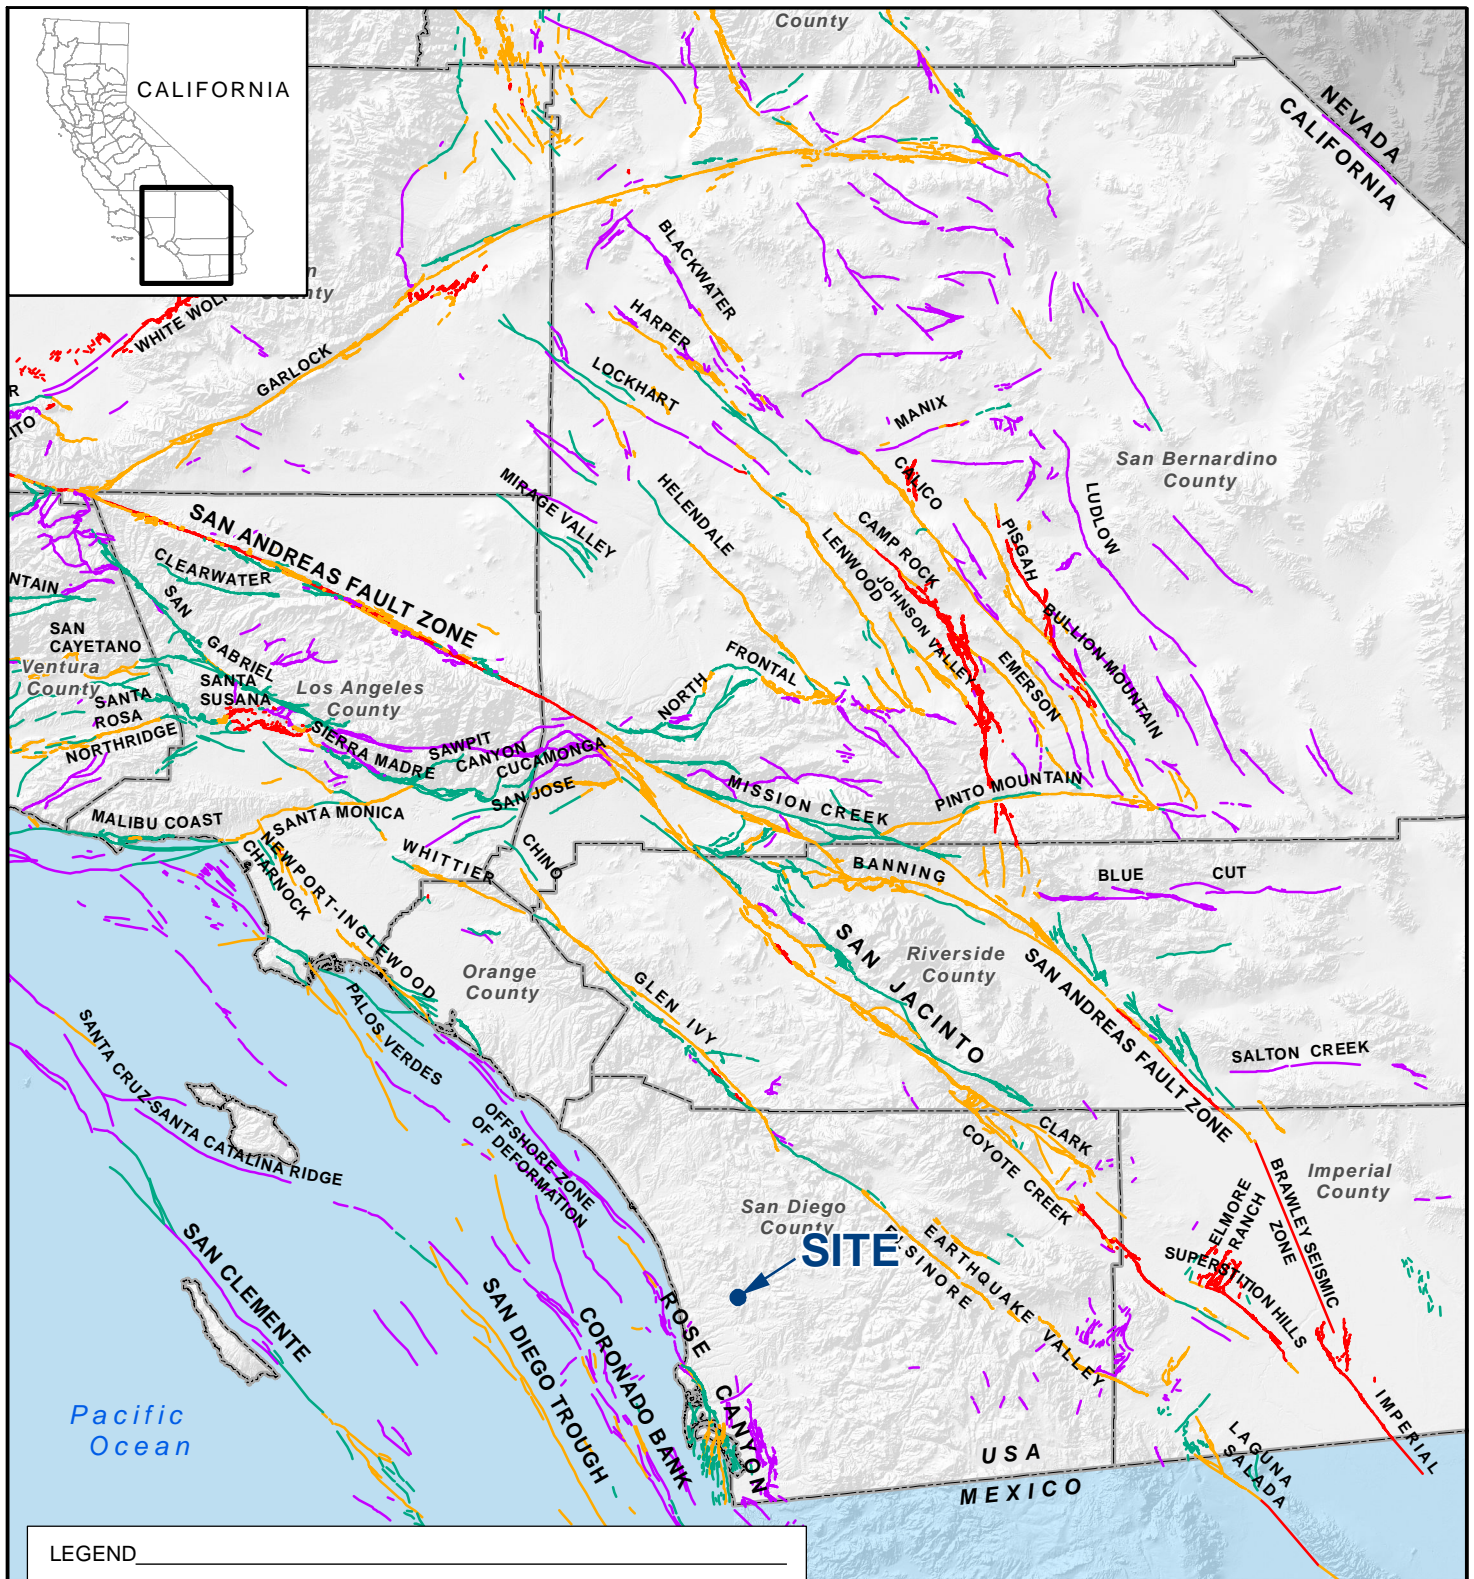 County
CALIFORNIA
NEVADA
CALIFORNIA
nty
WHITE WOLF
GARLOCK
BLACKWATER
HARPER
LOCKHART
R
LITO
MANIX
San Bernardino
County
CALICO
LUDLOW
MIRAGE VALLEY
HELENDALE
SAN ANDREAS FAULT ZONE
CLEARWATER
CAMP ROCK
LENWOOD
PISGAH
JOHNSON VALLEY
BULLION MOUNTAIN
NTAIN
SAN
GABRIEL
SAN
CAYETANO
Ventura
County
SANTA
SUSANA
Los Angeles
County
SANTA
ROSA
NORTHRIDGE
NORTH
FRONTAL
EMERSON
SIERRA MADRE
SAWPIT
CANYON
CUCAMONGA
SAN JOSE
MISSION CREEK
PINTO MOUNTAIN
MALIBU COAST
SANTA MONICA
NEWPORT-INGLEWOOD
CHARNOCK
WHITTIER
CHINO
BANNING
BLUE CUT
SAN JACINTO
Riverside
County
Orange
County
SAN ANDREAS FAULT ZONE
PALOS VERDES
GLEN IVY
SANTA CRUZ-SANTA CATALINA RIDGE
SALTON CREEK
OFFSHORE ZONE
OF DEFORMATION
CLARK
COYOTE CREEK
BRAWLEY SEISMIC
ZONE
Imperial
County
ELMORE
RANCH
San Diego
County
SITE
EARTHQUAKE VALLEY
ELSINORE
SUPERSTITION HILLS
SAN CLEMENTE
SAN DIEGO TROUGH
CORONADO BANK
ROSE CANYON
Pacific
Ocean
IMPERIAL
LAGUNA
SALADA
USA
MEXICO
LEGEND